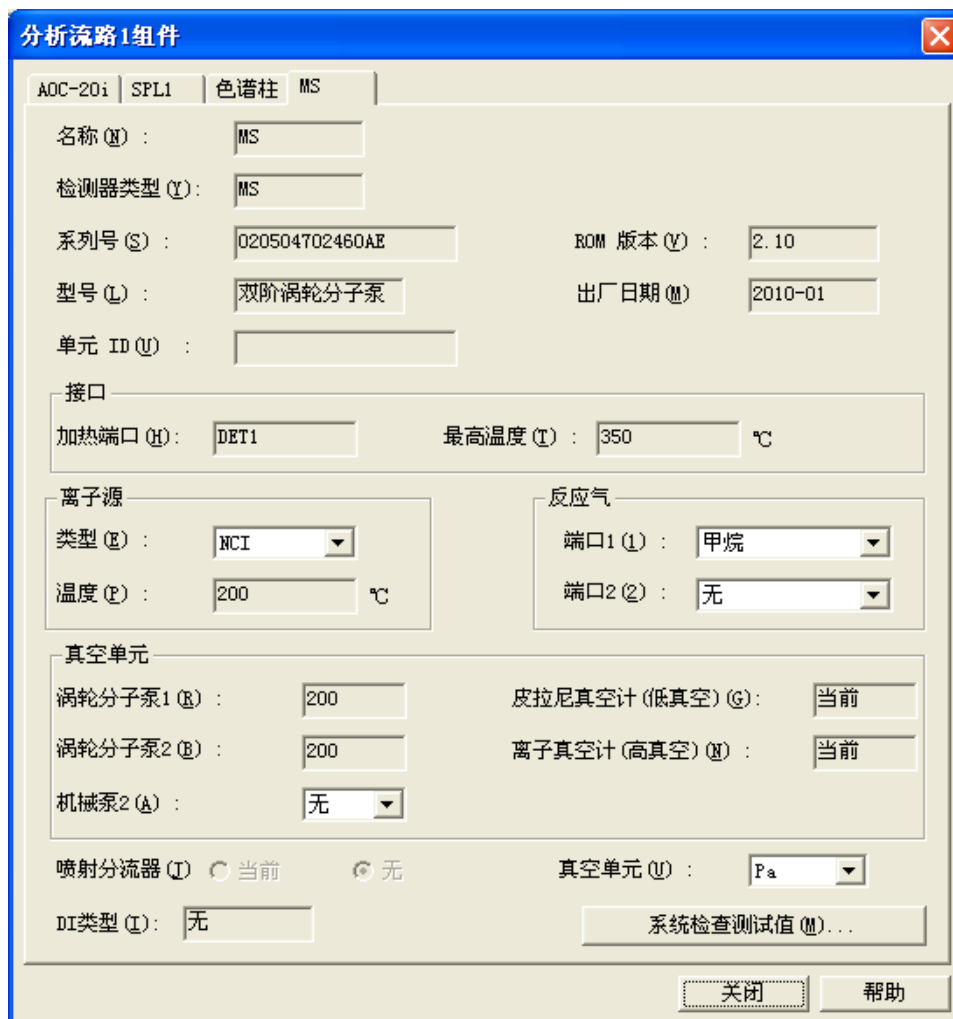 分析流路1组件
AOC-20i SPL1 色谱柱 MS
名称(N) : MS
检测器类型(Y): MS
系列号(S) : 020504702460AE ROM 版本(V) : 2.10
型号(L) : 双阶涡轮分子泵 出厂日期(M) 2010-01
单元 ID(U) :
接口
加热端口(H): DET1 最高温度(T) : 350 ℃
离子源 反应气
类型(E) : NCI 端口1(1) : 甲烷
温度(P) : 200 ℃ 端口2(2) : 无
真空单元
涡轮分子泵1(R) : 200 皮拉尼真空计(低真空)(G): 当前
涡轮分子泵2(B) : 200 离子真空计(高真空)(N) : 当前
机械泵2(A) : 无
喷射分流器(J) 当前 无 真空单元(U) : Pa
DI类型(I): 无 系统检查测试值(M)...
关闭 帮助